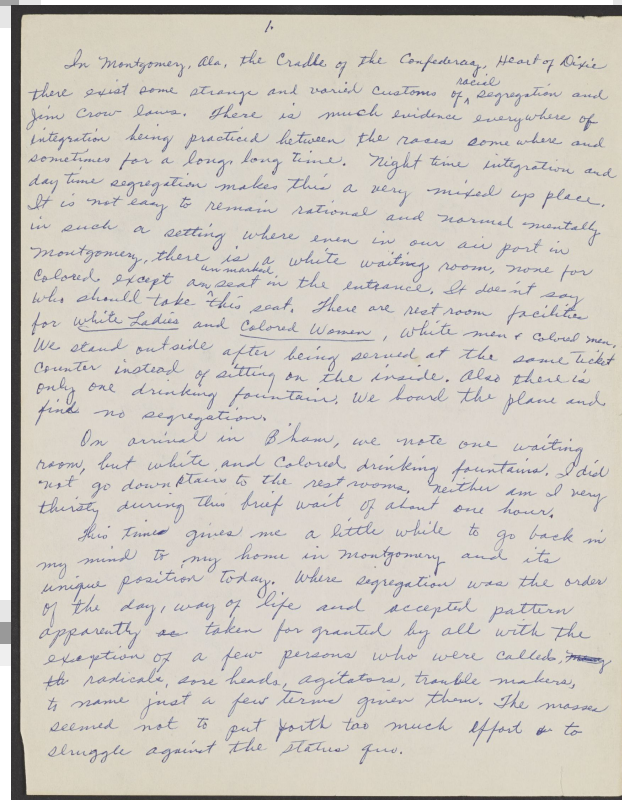 1.
In Montgomery, Ala, the Cradle of the Confederacy, Heart of Dixie
there exist some strange and varied customs of racial segregation and
Jim Crow laws. There is much evidence everywhere of
integration being practiced between the races some where and
sometimes for a long, long time. Night time integration and
day time segregation makes this a very mixed up place.
It is not easy to remain rational and normal mentally
in such a setting where even in our air port in
Montgomery, there is a white waiting room, none for
colored except an unmarked seat in the entrance. It doesn't say
who should take this seat. There are rest room facilities
for White Ladies and Colored Women, white men & colored men.
We stand outside after being served at the same ticket
counter instead of sitting on the inside. Also there is
only one drinking fountain. We board the plane and
find no segregation.
On arrival in B'ham, we note one waiting
room, but white and colored drinking fountains. I did
not go down stairs to the rest rooms. Neither am I very
thirsty during this brief wait of about one hour.
This time gives me a little while to go back in
my mind to my home in Montgomery and its
unique position today. Where segregation was the order
of the day, way of life and accepted pattern
apparently as taken for granted by all with the
exception of a few persons who were called, many
th radicals, sore heads, agitators, trouble makers,
to name just a few terms given them. The masses
seemed not to put forth too much effort to
struggle against the status quo.